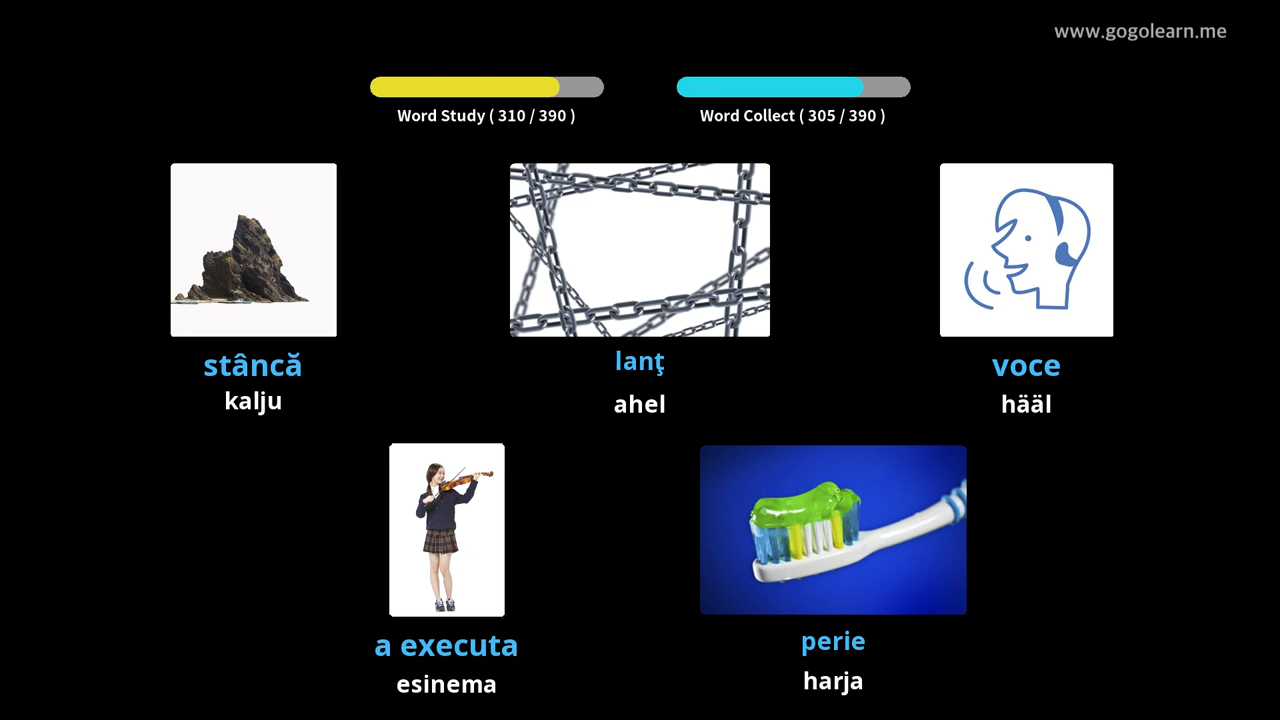 www.gogolearn.me
Word Study ( 310 / 390 )
Word Collect ( 305 / 390 )
stâncă
kalju
lanţ
ahel
voce
hääl
a executa
esinema
perie
harja